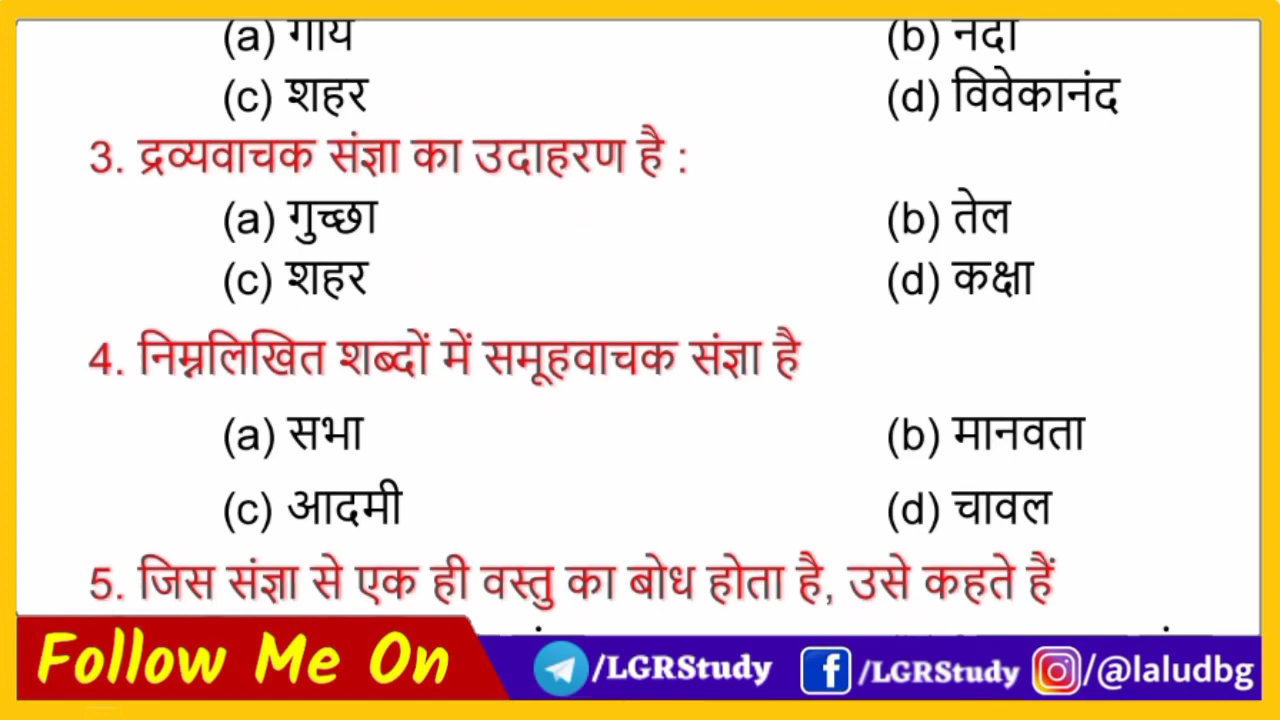 (a) गाय (b) नदी
(c) शहर (d) विवेकानंद
3. द्रव्यवाचक संज्ञा का उदाहरण है :
(a) गुच्छा (b) तेल
(c) शहर (d) कक्षा
4. निम्नलिखित शब्दों में समूहवाचक संज्ञा है
(a) सभा (b) मानवता
(c) आदमी (d) चावल
5. जिस संज्ञा से एक ही वस्तु का बोध होता है, उसे कहते हैं
Follow Me On /LGRStudy /LGRStudy /@laludbg